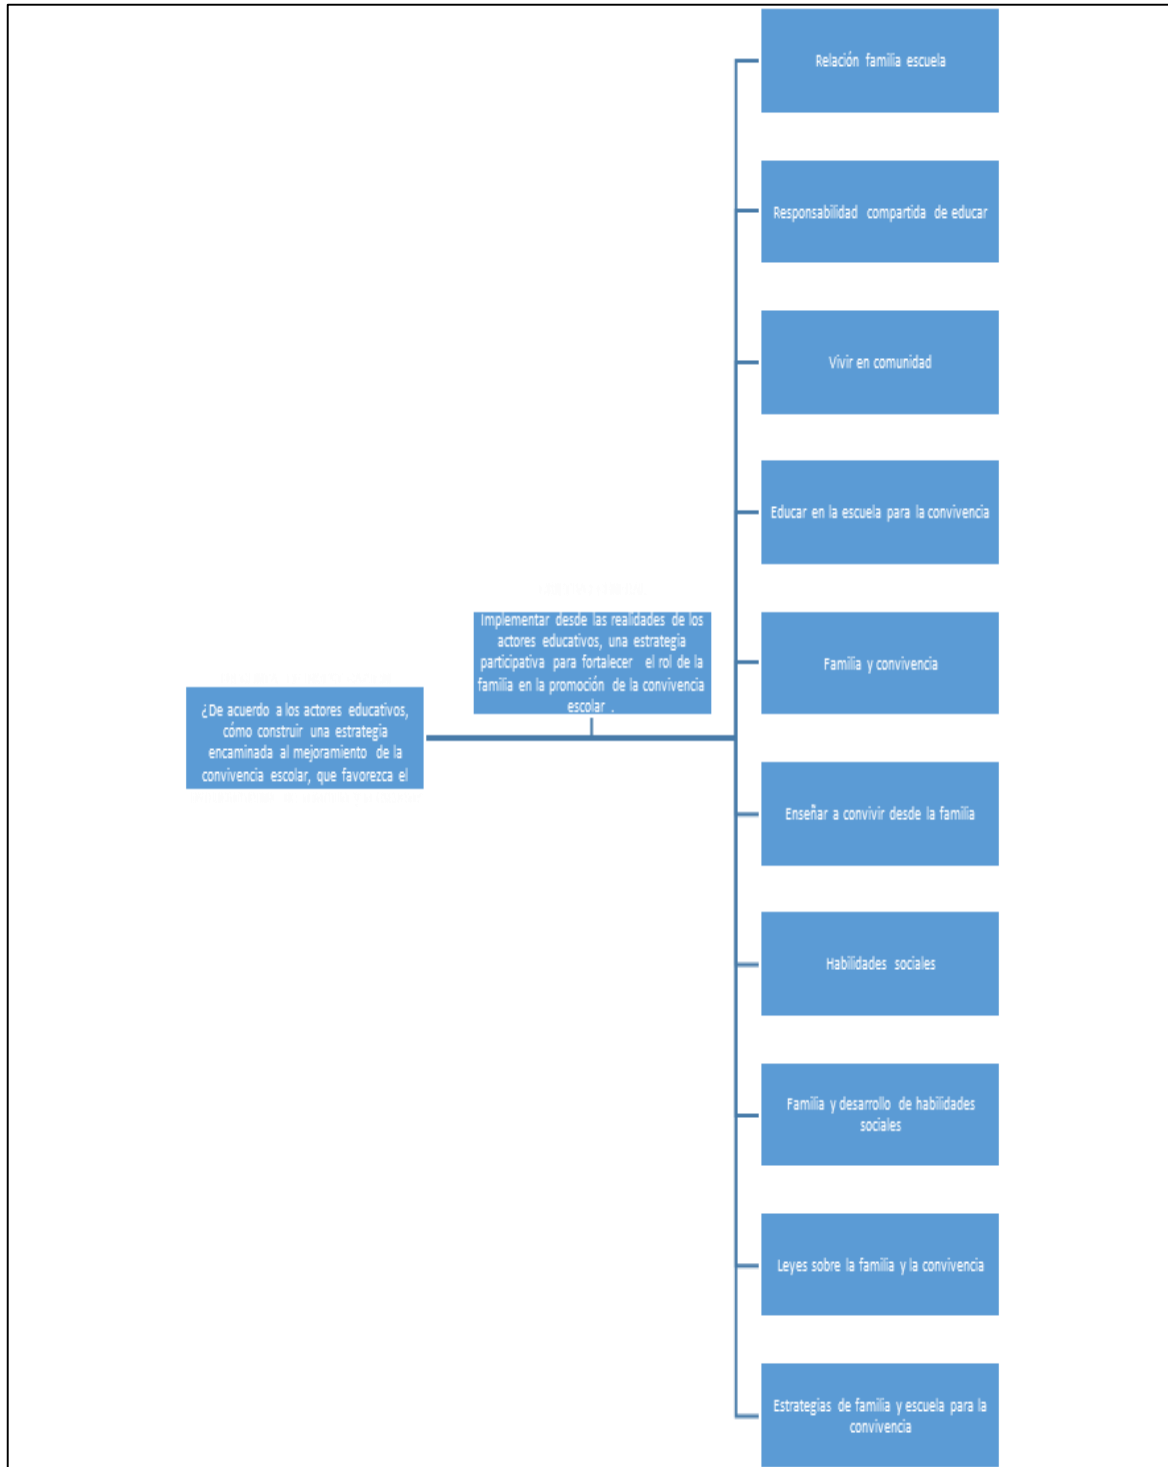 Relación familia escuela
Responsabilidad compartida de educar
Vivir en comunidad
Educar en la escuela para la convivencia
Implementar desde las realidades de los
actores educativos, una estrategia
participativa para fortalecer el rol de la
familia en la promoción de la convivencia
escolar .
¿De acuerdo a los actores educativos,
cómo construir una estrategia
encaminada al mejoramiento de la
convivencia escolar, que favorezca el
Familia y convivencia
Enseñar a convivir desde la familia
Habilidades sociales
Familia y desarrollo de habilidades
sociales
Leyes sobre la familia y la convivencia
Estrategias de familia y escuela para la
convivencia